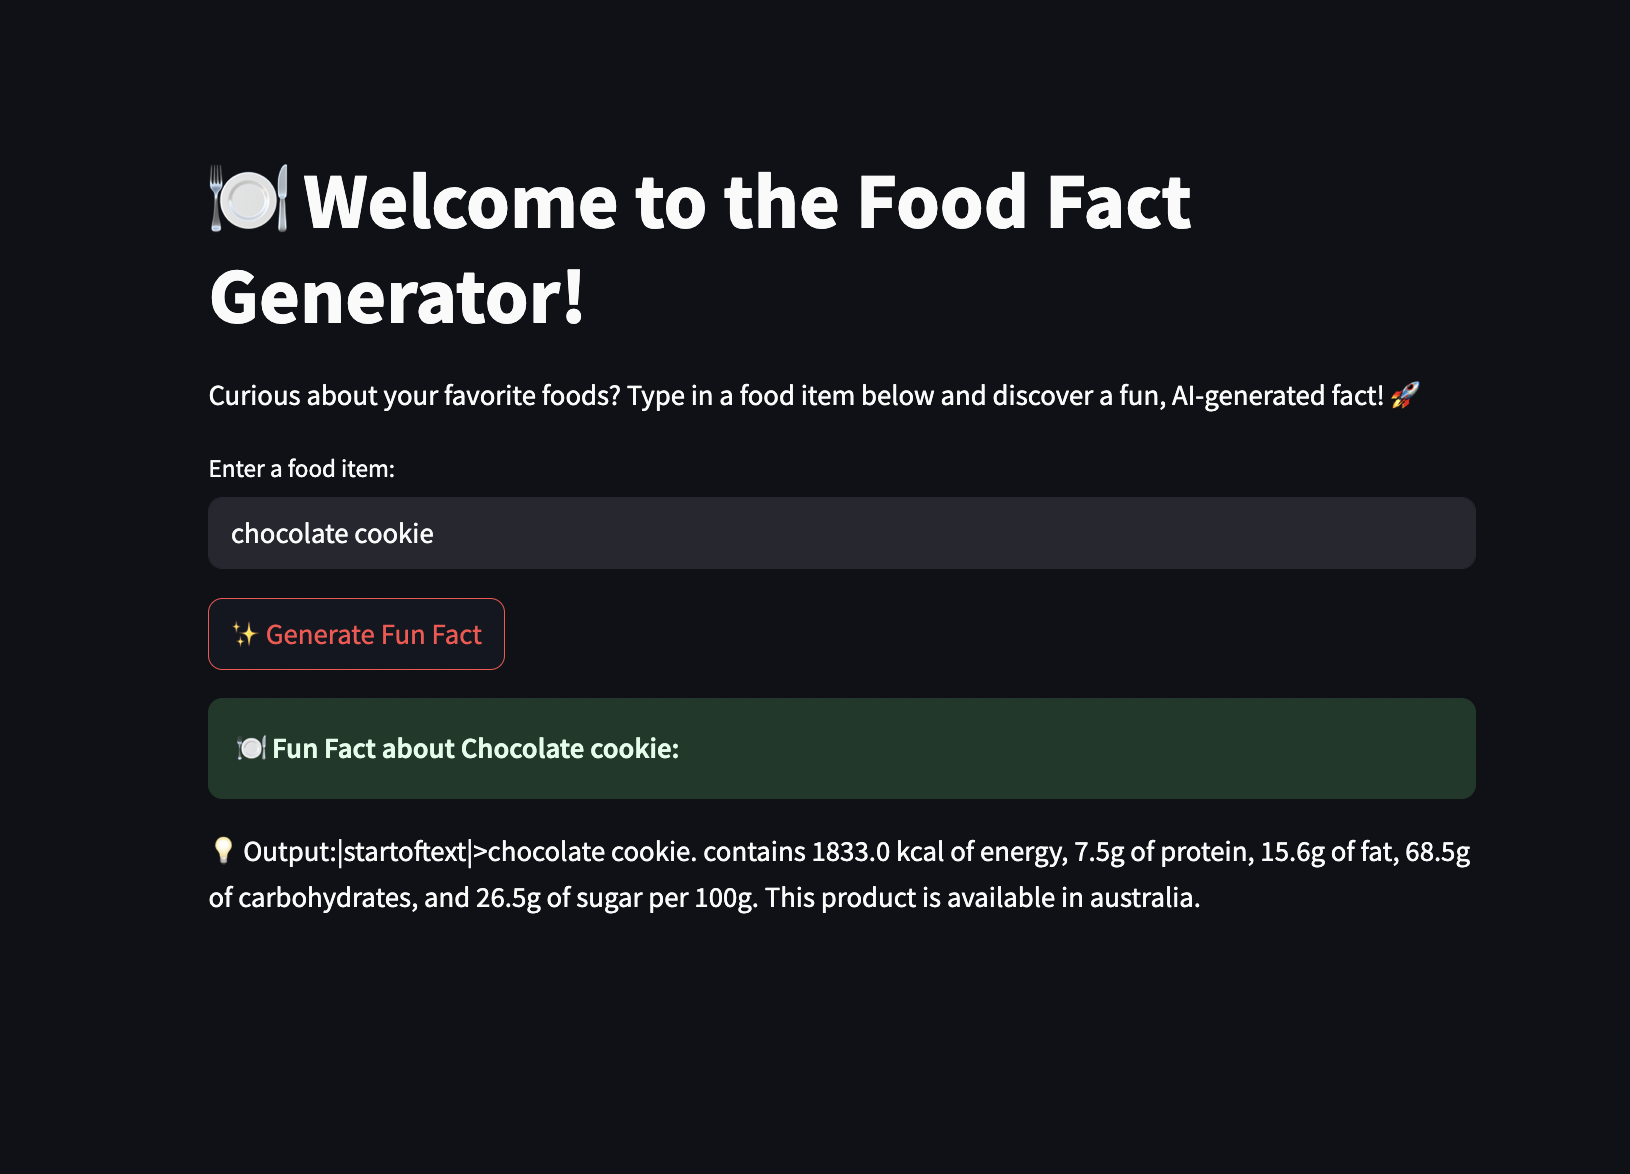 🍽️ Welcome to the Food Fact
Generator!
Curious about your favorite foods? Type in a food item below and discover a fun, AI-generated fact! 🚀
Enter a food item:
chocolate cookie
✨ Generate Fun Fact
🍽️ Fun Fact about Chocolate cookie:
💡 Output:|startoftext|>chocolate cookie. contains 1833.0 kcal of energy, 7.5g of protein, 15.6g of fat, 68.5g
of carbohydrates, and 26.5g of sugar per 100g. This product is available in australia.